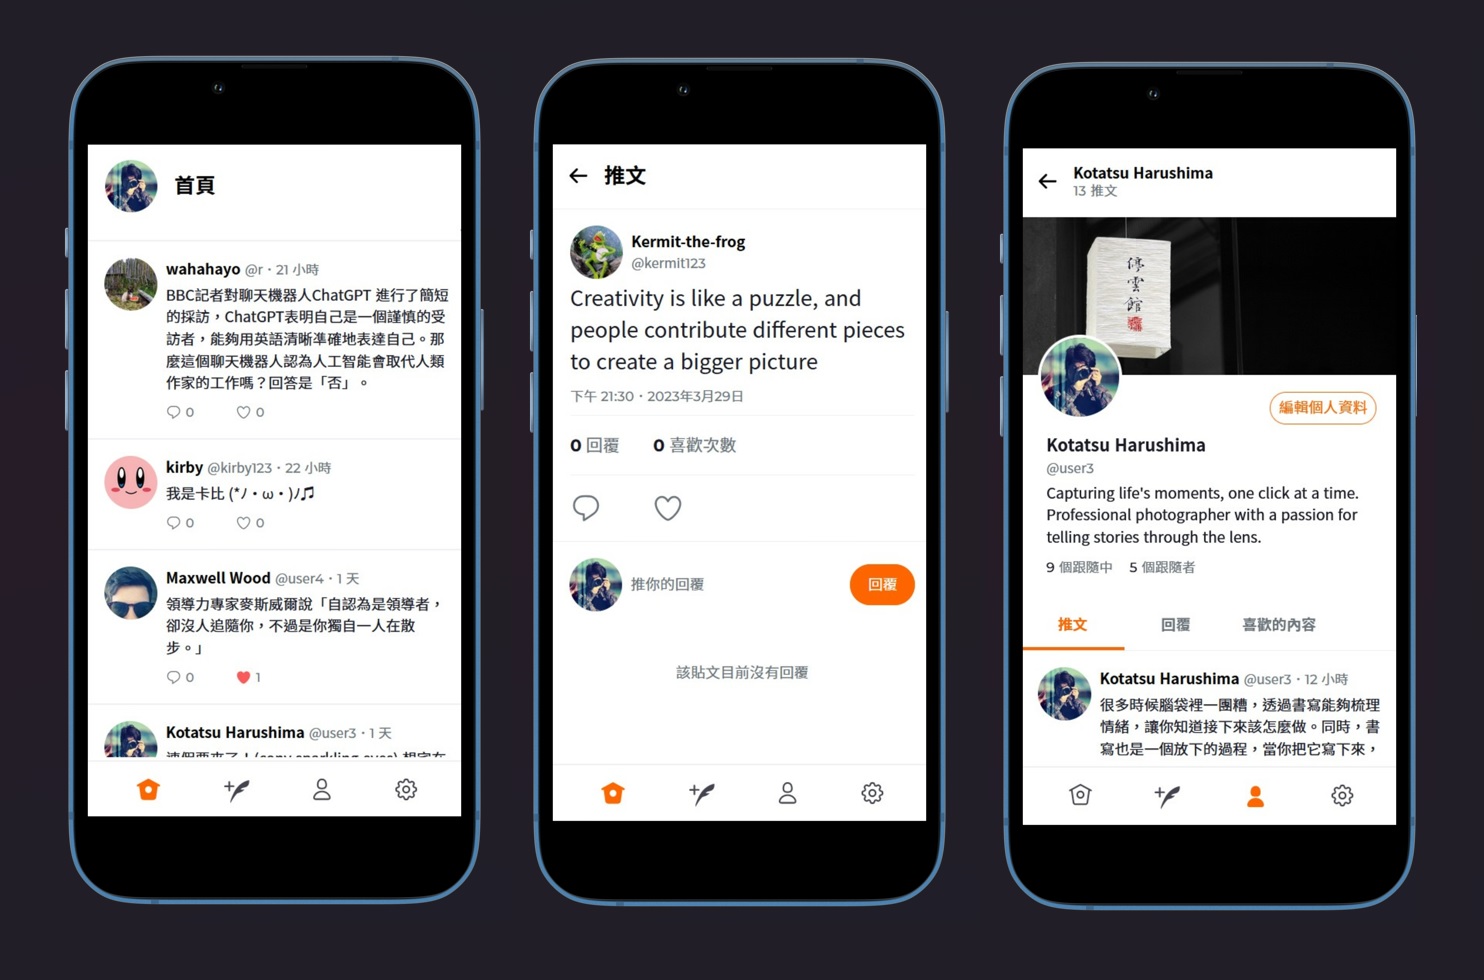 首頁
wahahayo @r · 21 小時
BBC記者對聊天機器人ChatGPT 進行了簡短
的採訪，ChatGPT表明自己是一個謹慎的受
訪者，能夠用英語清晰準確地表達自己。那
麼這個聊天機器人認為人工智能會取代人類
作家的工作嗎？回答是「否」。
0 0
kirby @kirby123 · 22 小時
我是卡比 (*ﾉ・ω・)ﾉ♫
0 0
Maxwell Wood @user4 · 1 天
領導力專家麥斯威爾說「自認為是領導者，
卻沒人追隨你，不過是你獨自一人在散
步。」
0 1
Kotatsu Harushima @user3 · 1 天
推文
Kermit-the-frog
@kermit123
Creativity is like a puzzle, and
people contribute different pieces
to create a bigger picture
下午 21:30・2023年3月29日
0 回覆 0 喜歡次數
推你的回覆 回覆
該貼文目前沒有回覆
Kotatsu Harushima
13 推文
停
雲
館
編輯個人資料
Kotatsu Harushima
@user3
Capturing life's moments, one click at a time.
Professional photographer with a passion for
telling stories through the lens.
9 個跟隨中 5 個跟隨者
推文 回覆 喜歡的內容
Kotatsu Harushima @user3 · 12 小時
很多時候腦袋裡一團糟，透過書寫能夠梳理
情緒，讓你知道接下來該怎麼做。同時，書
寫也是一個放下的過程，當你把它寫下來，